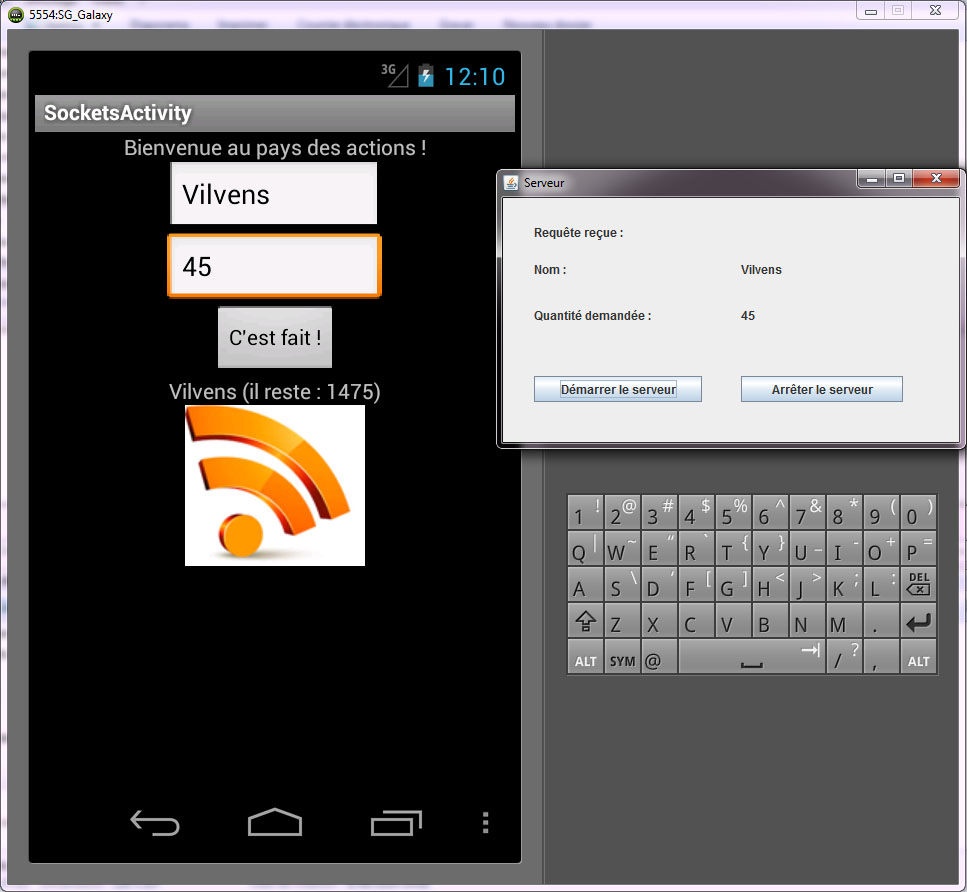 5554:SG_Galaxy
3G 12:10
SocketsActivity
Bienvenue au pays des actions !
Vilvens
45
C'est fait !
Vilvens (il reste : 1475)
Serveur
Requête reçue :
Nom : Vilvens
Quantité demandée : 45
Démarrer le serveur Arrêter le serveur
1 ! 2 @ 3 # 4 $ 5 % 6 ^ 7 & 8 * 9 ( 0 )
Q | W ~ E “ R ` T { Y } U _ I - O + P =
A S \ D ‘ F [ G ] H < J > K ; L : DEL
Z X C V B N M .
ALT SYM @ / ? , ALT